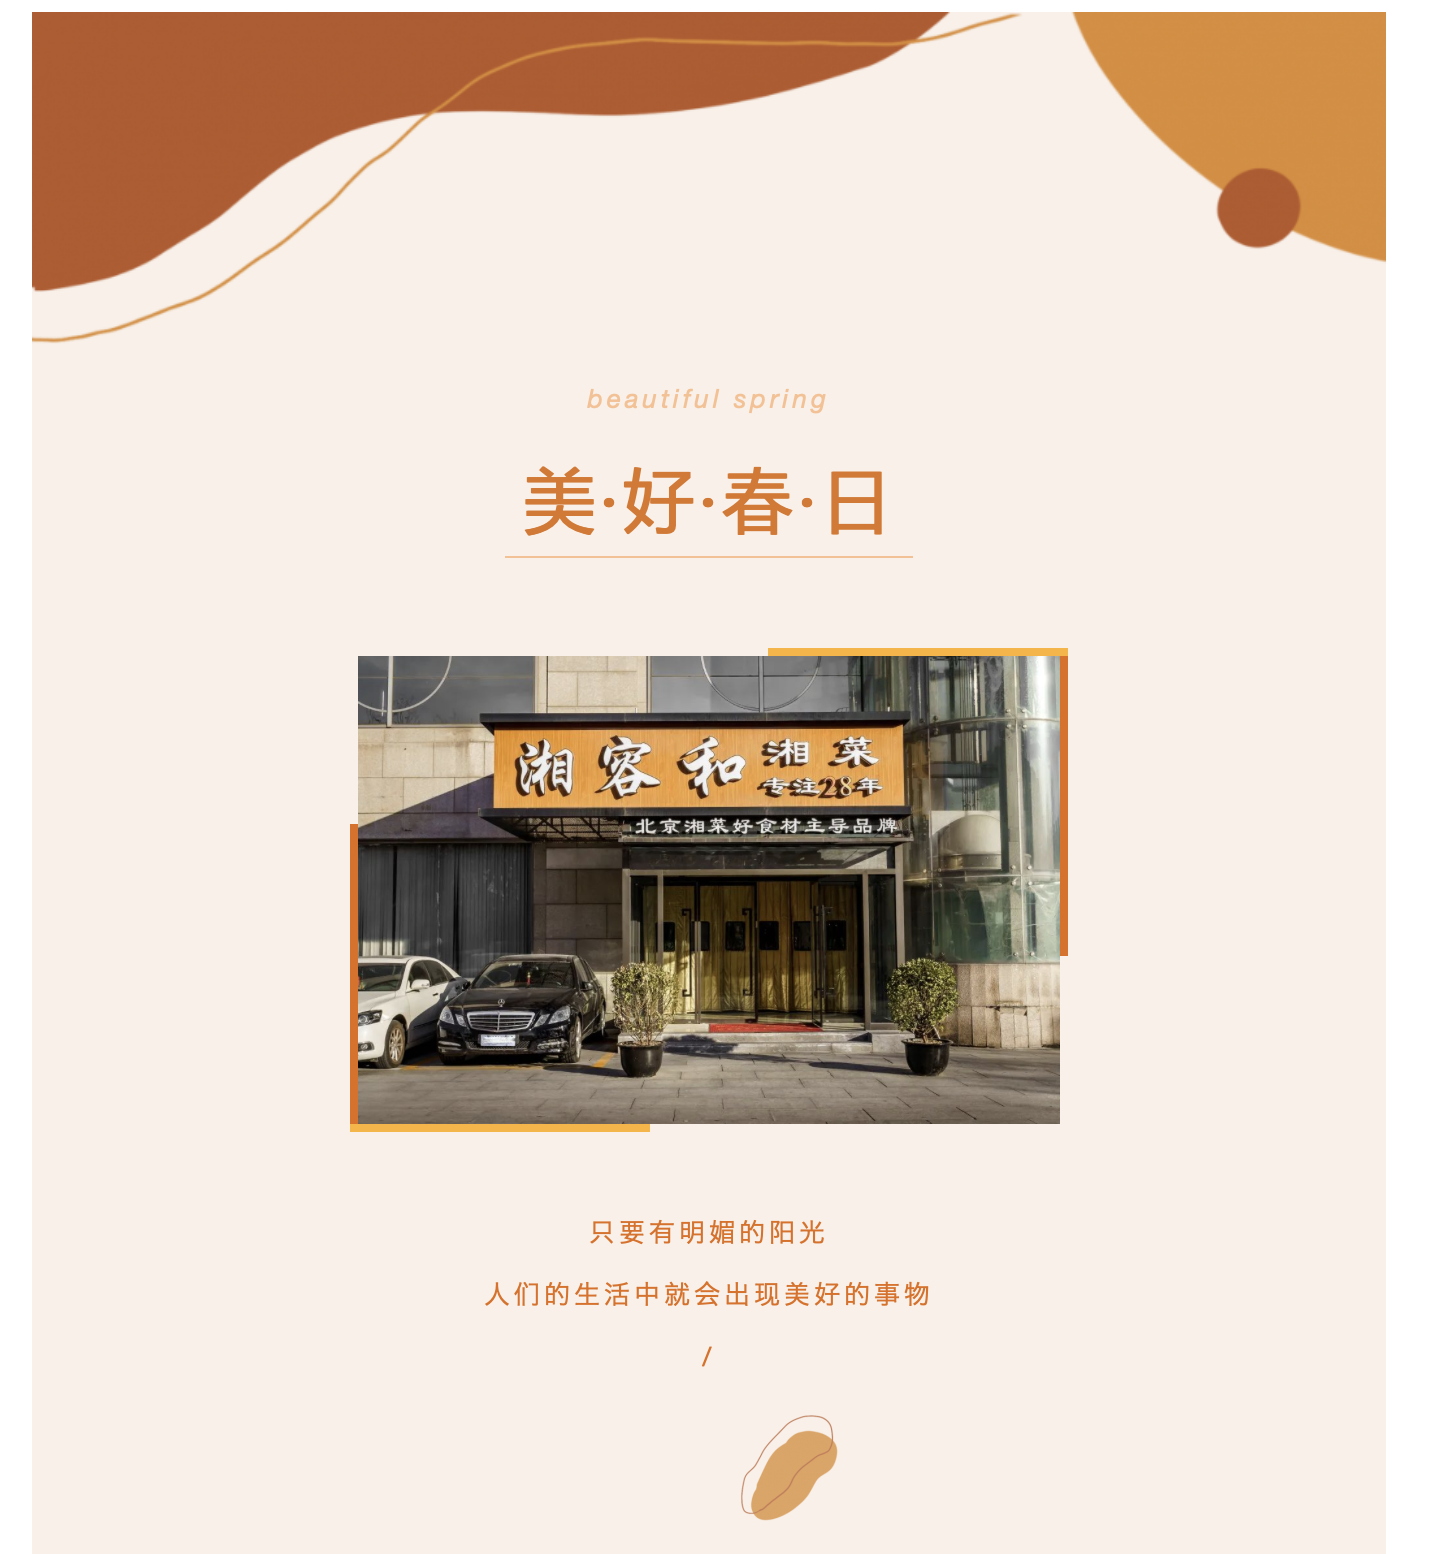 beautiful spring
美·好·春·日
湘容和湘菜
专注28年
北京湘菜好食材主导品牌
只要有明媚的阳光
人们的生活中就会出现美好的事物
/